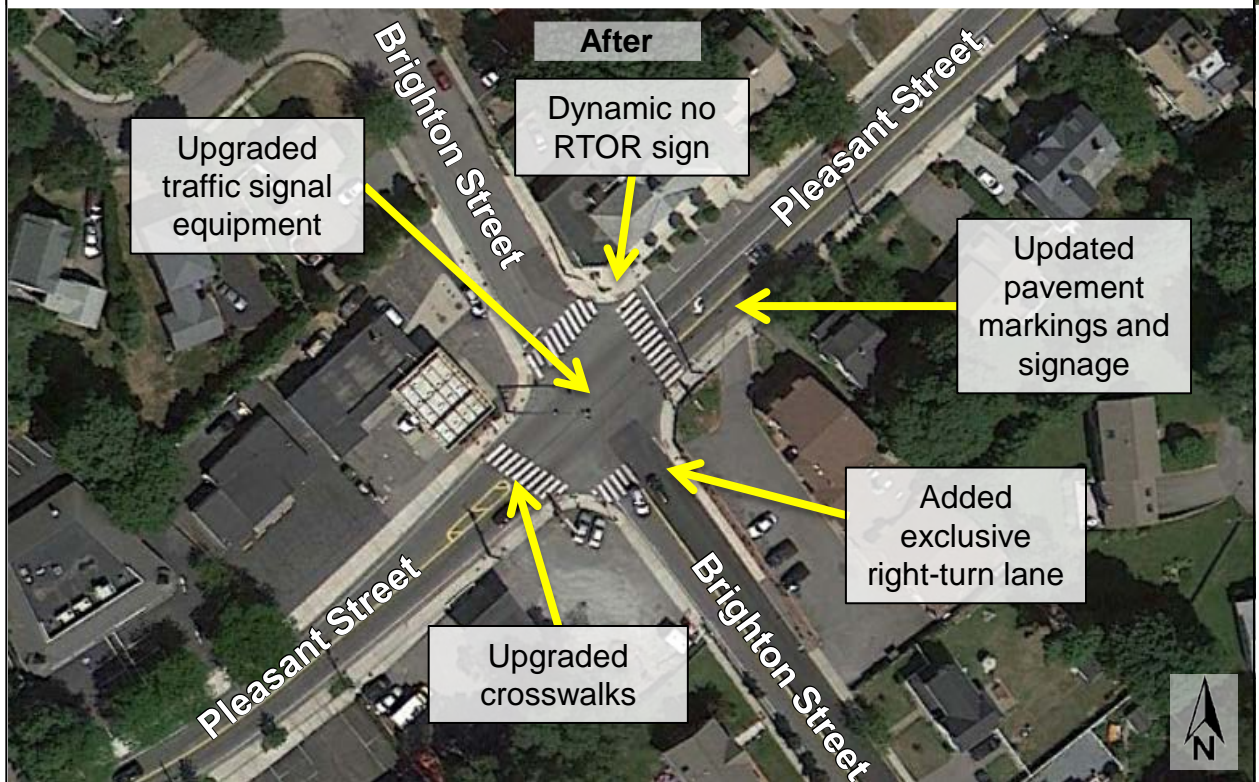 After
Brighton Street
Dynamic no
RTOR sign
Pleasant Street
Upgraded
traffic signal
equipment
Updated
pavement
markings and
signage
Added
exclusive
right-turn lane
Upgraded
crosswalks
Pleasant Street
Brighton Street
N